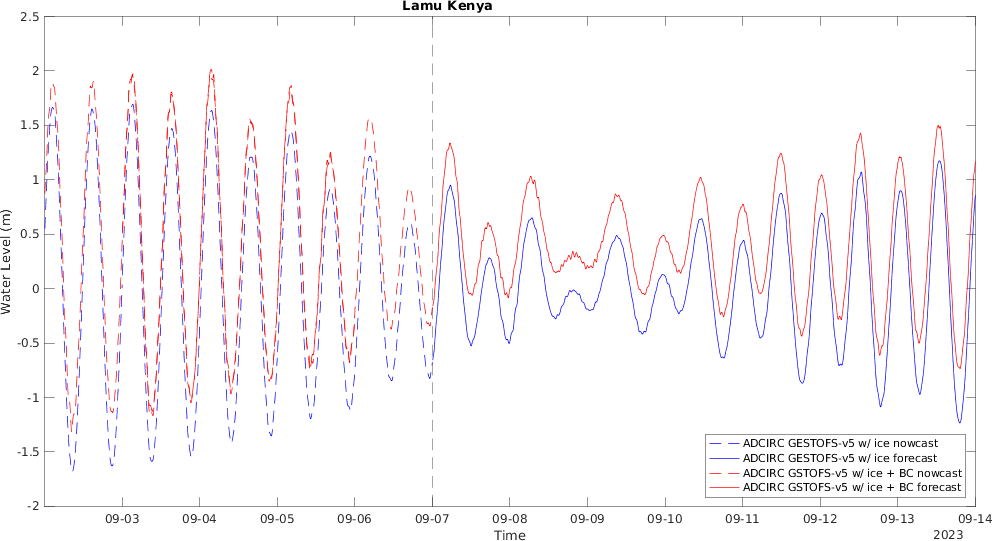 Lamu Kenya
2.5
2
1.5
1
0.5
0
-0.5
-1
-1.5
-2
Water Level (m)
ADCIRC GESTOFS-v5 w/ ice nowcast
ADCIRC GESTOFS-v5 w/ ice forecast
ADCIRC GSTOFS-v5 w/ ice + BC nowcast
ADCIRC GSTOFS-v5 w/ ice + BC forecast
09-03 09-04 09-05 09-06 09-07 09-08 09-09 09-10 09-11 09-12 09-13 09-14
Time
2023